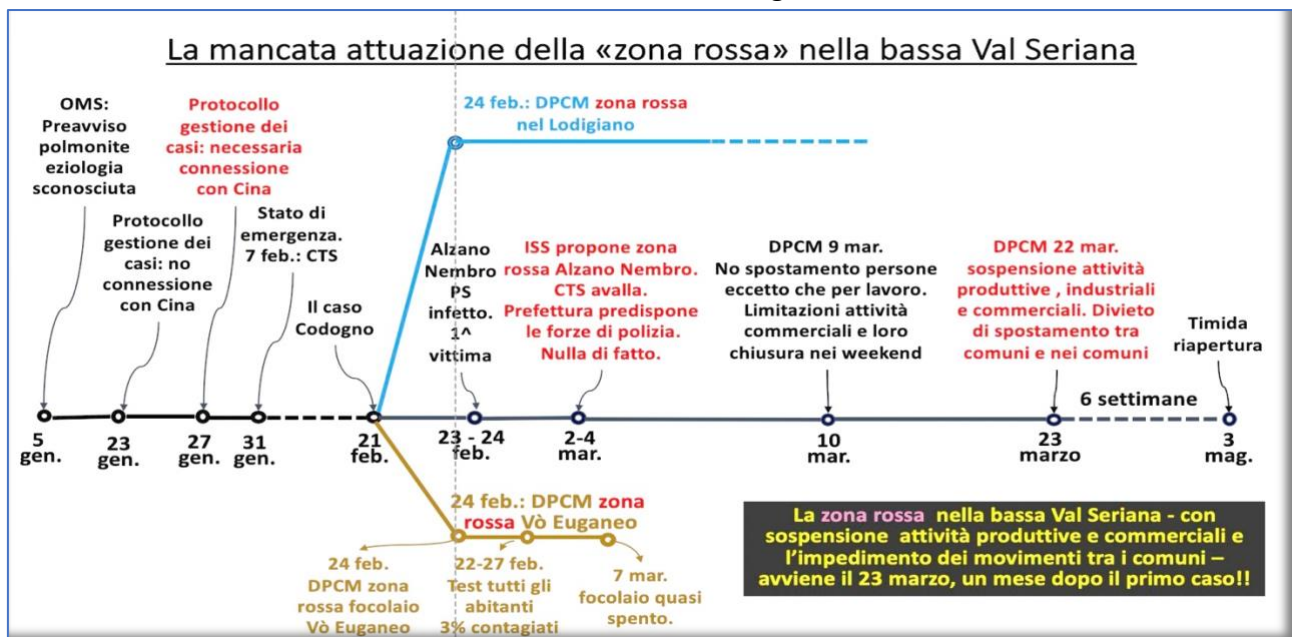 La mancata attuazione della «zona rossa» nella bassa Val Seriana
OMS:
Preavviso
polmonite
eziologia
sconosciuta
Protocollo
gestione dei
casi: no
connessione
con Cina
Protocollo
gestione dei
casi: necessaria
connessione
con Cina
Stato di
emergenza.
7 feb.: CTS
Il caso
Codogno
24 feb.: DPCM zona rossa
nel Lodigiano
Alzano
Nembro
PS
infetto.
1^
vittima
ISS propone zona
rossa Alzano Nembro.
CTS avalla.
Prefettura predispone
le forze di polizia.
Nulla di fatto.
DPCM 9 mar.
No spostamento persone
eccetto che per lavoro.
Limitazioni attività
commerciali e loro
chiusura nei weekend
DPCM 22 mar.
sospensione attività
produttive , industriali
e commerciali. Divieto
di spostamento tra
comuni e nei comuni
Timida
riapertura
6 settimane
5
gen.
23
gen.
27
gen.
31
gen.
21
feb.
23 - 24
feb.
2-4
mar.
10
mar.
23
marzo
3
mag.
24 feb.: DPCM zona
rossa Vò Euganeo
24 feb.
DPCM zona
rossa focolaio
Vò Euganeo
22-27 feb.
Test tutti gli
abitanti
3% contagiati
7 mar.
focolaio quasi
spento.
La zona rossa nella bassa Val Seriana - con
sospensione attività produttive e commerciali e
l'impedimento dei movimenti tra i comuni –
avviene il 23 marzo, un mese dopo il primo caso!!